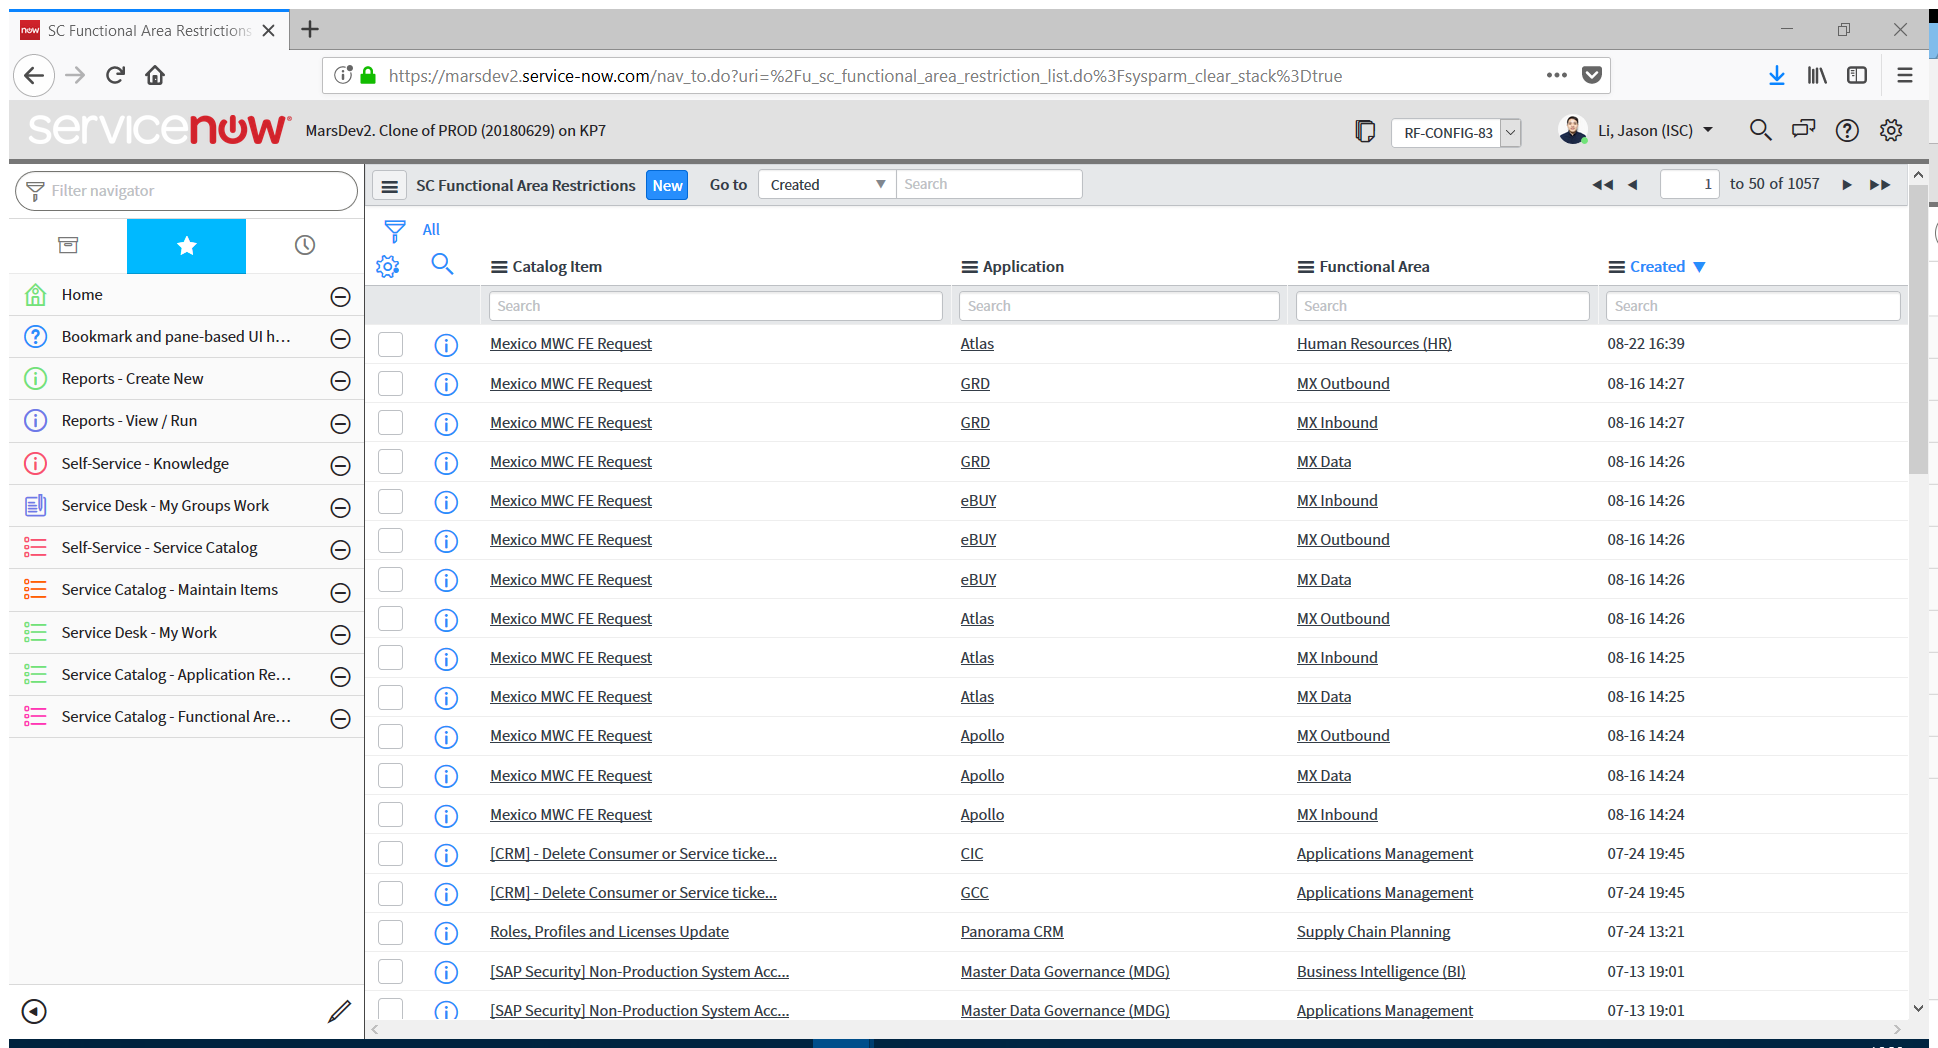 now SC Functional Area Restrictions
https://marsdev2.service-now.com/nav_to.do?uri=%2Fu_sc_functional_area_restriction_list.do%3Fsysparm_clear_stack%3Dtrue
servicenow® MarsDev2. Clone of PROD (20180629) on KP7 RF-CONFIG-83 Li, Jason (ISC)
Filter navigator
Home
Bookmark and pane-based UI h...
Reports - Create New
Reports - View / Run
Self-Service - Knowledge
Service Desk - My Groups Work
Self-Service - Service Catalog
Service Catalog - Maintain Items
Service Desk - My Work
Service Catalog - Application Re...
Service Catalog - Functional Are...
SC Functional Area Restrictions New Go to Created Search 1 to 50 of 1057
All
Catalog Item Application Functional Area Created
Search Search Search Search
Mexico MWC FE Request Atlas Human Resources (HR) 08-22 16:39
Mexico MWC FE Request GRD MX Outbound 08-16 14:27
Mexico MWC FE Request GRD MX Inbound 08-16 14:27
Mexico MWC FE Request GRD MX Data 08-16 14:26
Mexico MWC FE Request eBUY MX Inbound 08-16 14:26
Mexico MWC FE Request eBUY MX Outbound 08-16 14:26
Mexico MWC FE Request eBUY MX Data 08-16 14:26
Mexico MWC FE Request Atlas MX Outbound 08-16 14:26
Mexico MWC FE Request Atlas MX Inbound 08-16 14:25
Mexico MWC FE Request Atlas MX Data 08-16 14:25
Mexico MWC FE Request Apollo MX Outbound 08-16 14:24
Mexico MWC FE Request Apollo MX Data 08-16 14:24
Mexico MWC FE Request Apollo MX Inbound 08-16 14:24
[CRM] - Delete Consumer or Service ticke... CIC Applications Management 07-24 19:45
[CRM] - Delete Consumer or Service ticke... GCC Applications Management 07-24 19:45
Roles, Profiles and Licenses Update Panorama CRM Supply Chain Planning 07-24 13:21
[SAP Security] Non-Production System Acc... Master Data Governance (MDG) Business Intelligence (BI) 07-13 19:01
[SAP Security] Non-Production System Acc... Master Data Governance (MDG) Applications Management 07-13 19:01